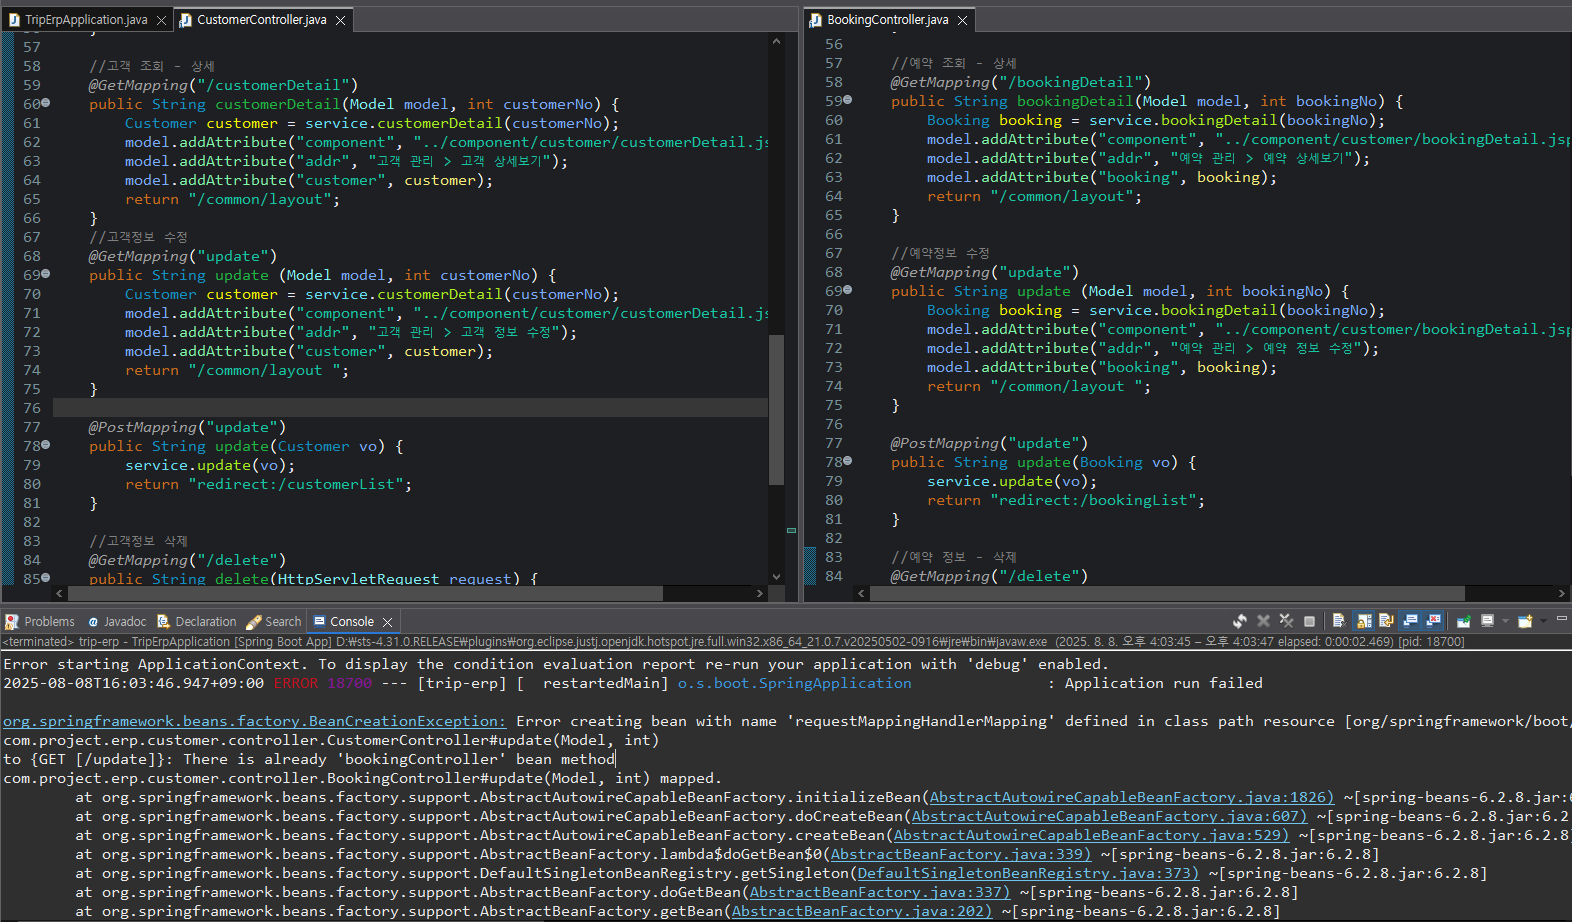 TripErpApplication.java
CustomerController.java
57
58 //고객 조회 - 상세
59 @GetMapping("/customerDetail")
60 public String customerDetail(Model model, int customerNo) {
61 Customer customer = service.customerDetail(customerNo);
62 model.addAttribute("component", "../component/customer/customerDetail.js
63 model.addAttribute("addr", "고객 관리 > 고객 상세보기");
64 model.addAttribute("customer", customer);
65 return "/common/layout";
66 }
67 //고객정보 수정
68 @GetMapping("update")
69 public String update (Model model, int customerNo) {
70 Customer customer = service.customerDetail(customerNo);
71 model.addAttribute("component", "../component/customer/customerDetail.js
72 model.addAttribute("addr", "고객 관리 > 고객 정보 수정");
73 model.addAttribute("customer", customer);
74 return "/common/layout ";
75 }
76
77 @PostMapping("update")
78 public String update(Customer vo) {
79 service.update(vo);
80 return "redirect:/customerList";
81 }
82
83 //고객정보 삭제
84 @GetMapping("/delete")
85 public String delete(HttpServletRequest request) {
BookingController.java
56
57 //예약 조회 - 상세
58 @GetMapping("/bookingDetail")
59 public String bookingDetail(Model model, int bookingNo) {
60 Booking booking = service.bookingDetail(bookingNo);
61 model.addAttribute("component", "../component/customer/bookingDetail.jsp
62 model.addAttribute("addr", "예약 관리 > 예약 상세보기");
63 model.addAttribute("booking", booking);
64 return "/common/layout";
65 }
66
67 //예약정보 수정
68 @GetMapping("update")
69 public String update (Model model, int bookingNo) {
70 Booking booking = service.bookingDetail(bookingNo);
71 model.addAttribute("component", "../component/customer/bookingDetail.jsp
72 model.addAttribute("addr", "예약 관리 > 예약 정보 수정");
73 model.addAttribute("booking", booking);
74 return "/common/layout ";
75 }
76
77 @PostMapping("update")
78 public String update(Booking vo) {
79 service.update(vo);
80 return "redirect:/bookingList";
81 }
82
83 //예약 정보 - 삭제
84 @GetMapping("/delete")
Problems @ Javadoc Declaration Search Console
<terminated> trip-erp - TripErpApplication [Spring Boot App] D:₩sts-4.31.0.RELEASE₩plugins₩org.eclipse.justj.openjdk.hotspot.jre.full.win32.x86_64_21.0.7.v20250502-0916₩jre₩bin₩javaw.exe (2025. 8. 8. 오후 4:03:45 – 오후 4:03:47 elapsed: 0:00:02.469) [pid: 18700]
Error starting ApplicationContext. To display the condition evaluation report re-run your application with 'debug' enabled.
2025-08-08T16:03:46.947+09:00 ERROR 18700 --- [trip-erp] [ restartedMain] o.s.boot.SpringApplication : Application run failed
org.springframework.beans.factory.BeanCreationException: Error creating bean with name 'requestMappingHandlerMapping' defined in class path resource [org/springframework/boot/
com.project.erp.customer.controller.CustomerController#update(Model, int)
to {GET [/update]}: There is already 'bookingController' bean method
com.project.erp.customer.controller.BookingController#update(Model, int) mapped.
at org.springframework.beans.factory.support.AbstractAutowireCapableBeanFactory.initializeBean(AbstractAutowireCapableBeanFactory.java:1826) ~[spring-beans-6.2.8.jar:6
at org.springframework.beans.factory.support.AbstractAutowireCapableBeanFactory.doCreateBean(AbstractAutowireCapableBeanFactory.java:607) ~[spring-beans-6.2.8.jar:6.2
at org.springframework.beans.factory.support.AbstractAutowireCapableBeanFactory.createBean(AbstractAutowireCapableBeanFactory.java:529) ~[spring-beans-6.2.8.jar:6.2.8]
at org.springframework.beans.factory.support.AbstractBeanFactory.lambda$doGetBean$0(AbstractBeanFactory.java:339) ~[spring-beans-6.2.8.jar:6.2.8]
at org.springframework.beans.factory.support.DefaultSingletonBeanRegistry.getSingleton(DefaultSingletonBeanRegistry.java:373) ~[spring-beans-6.2.8.jar:6.2.8]
at org.springframework.beans.factory.support.AbstractBeanFactory.doGetBean(AbstractBeanFactory.java:337) ~[spring-beans-6.2.8.jar:6.2.8]
at org.springframework.beans.factory.support.AbstractBeanFactory.getBean(AbstractBeanFactory.java:202) ~[spring-beans-6.2.8.jar:6.2.8]